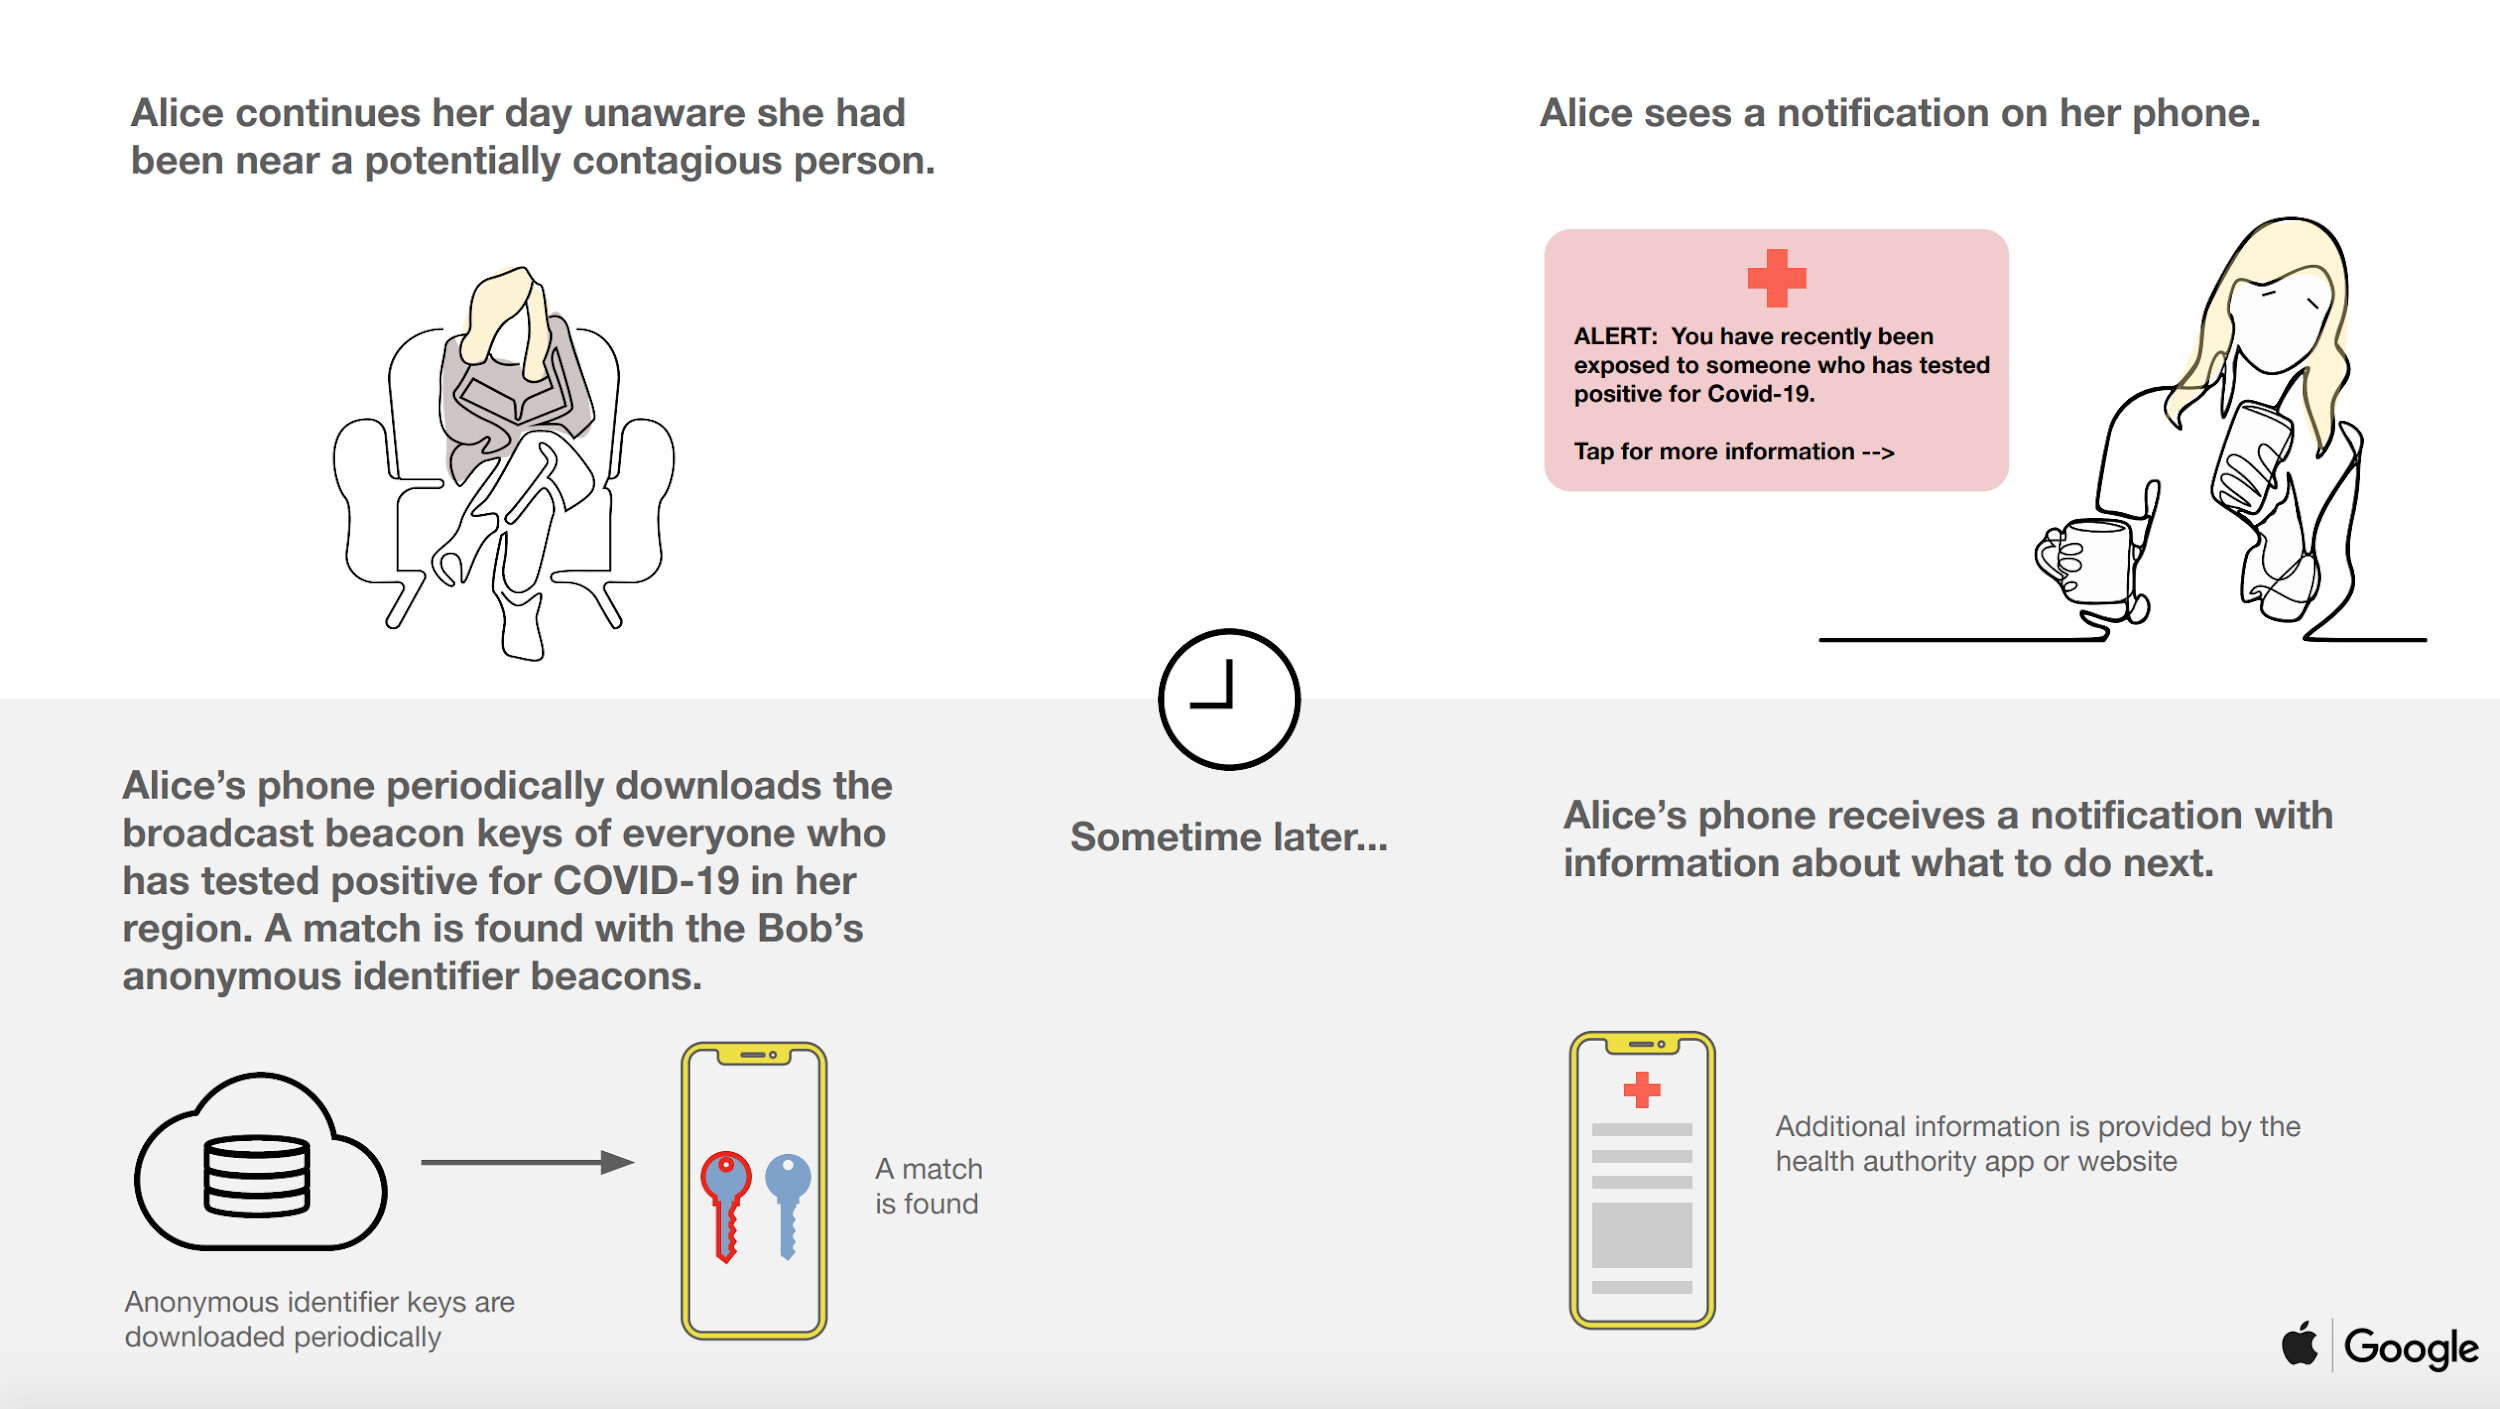 Alice continues her day unaware she had
been near a potentially contagious person.
Alice sees a notification on her phone.
ALERT:  You have recently been
exposed to someone who has tested
positive for Covid-19.
Tap for more information -->
Alice’s phone periodically downloads the
broadcast beacon keys of everyone who
has tested positive for COVID-19 in her
region. A match is found with the Bob’s
anonymous identifier beacons.
Sometime later...
Alice’s phone receives a notification with
information about what to do next.
A match
is found
Anonymous identifier keys are
downloaded periodically
Additional information is provided by the
health authority app or website
Google